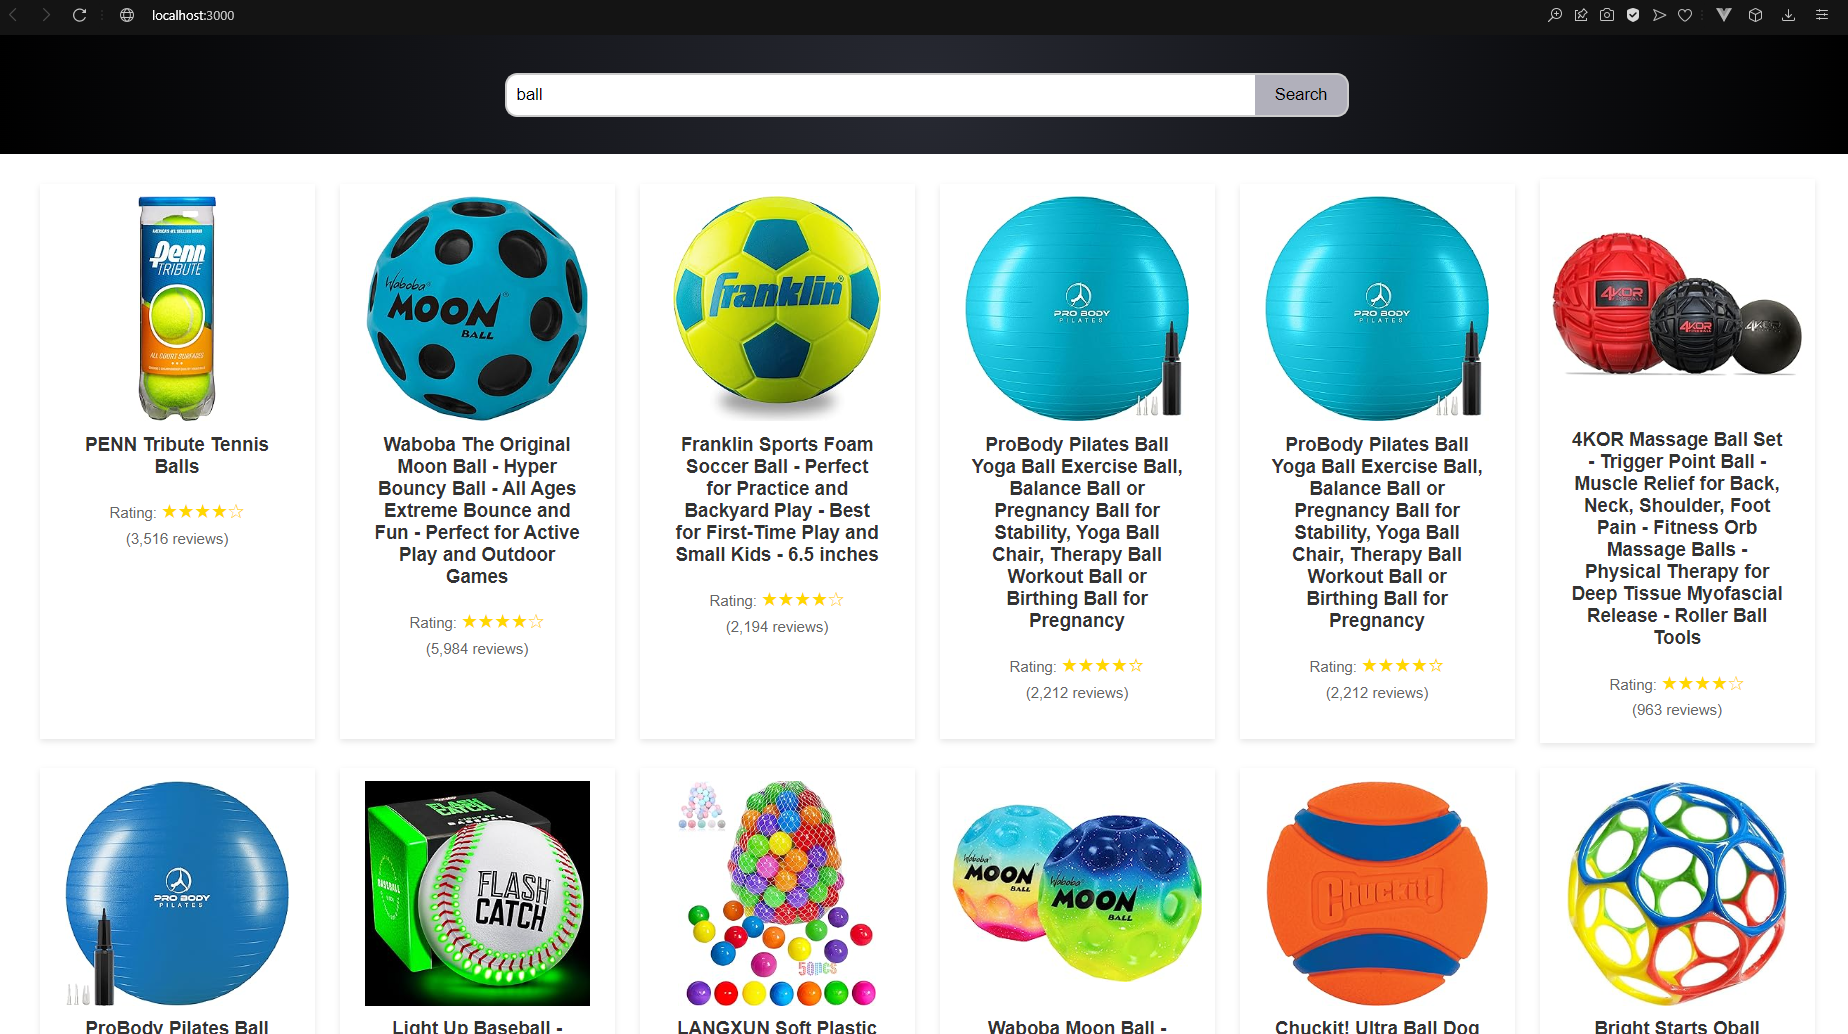 localhost:3000
ball
Search
AMERICA'S #1 SELLING BRAND
Penn
TRIBUTE
ALL COURT SURFACES
PENN Tribute Tennis
Balls
Rating: ★★★★☆
(3,516 reviews)
Waboba®
MOON®
BALL
Waboba The Original
Moon Ball - Hyper
Bouncy Ball - All Ages
Extreme Bounce and
Fun - Perfect for Active
Play and Outdoor
Games
Rating: ★★★★☆
(5,984 reviews)
franklin®
Franklin Sports Foam
Soccer Ball - Perfect
for Practice and
Backyard Play - Best
for First-Time Play and
Small Kids - 6.5 inches
Rating: ★★★★☆
(2,194 reviews)
PRO BODY
PILATES
ProBody Pilates Ball
Yoga Ball Exercise Ball,
Balance Ball or
Pregnancy Ball for
Stability, Yoga Ball
Chair, Therapy Ball
Workout Ball or
Birthing Ball for
Pregnancy
Rating: ★★★★☆
(2,212 reviews)
PRO BODY
PILATES
ProBody Pilates Ball
Yoga Ball Exercise Ball,
Balance Ball or
Pregnancy Ball for
Stability, Yoga Ball
Chair, Therapy Ball
Workout Ball or
Birthing Ball for
Pregnancy
Rating: ★★★★☆
(2,212 reviews)
4KOR
4KOR
4KOR
4KOR Massage Ball Set
- Trigger Point Ball -
Muscle Relief for Back,
Neck, Shoulder, Foot
Pain - Fitness Orb
Massage Balls -
Physical Therapy for
Deep Tissue Myofascial
Release - Roller Ball
Tools
Rating: ★★★★☆
(963 reviews)
PRO BODY
PILATES
ProBody Pilates Ball
FLASH
CATCH
BASEBALL
FLASH
CATCH
Light Up Baseball -
50pcs
LANGXUN Soft Plastic
Waboba®
MOON
BALL
Waboba®
MOON
BALL
Waboba Moon Ball -
Chuckit!
Chuckit! Ultra Ball Dog
Bright Starts Oball